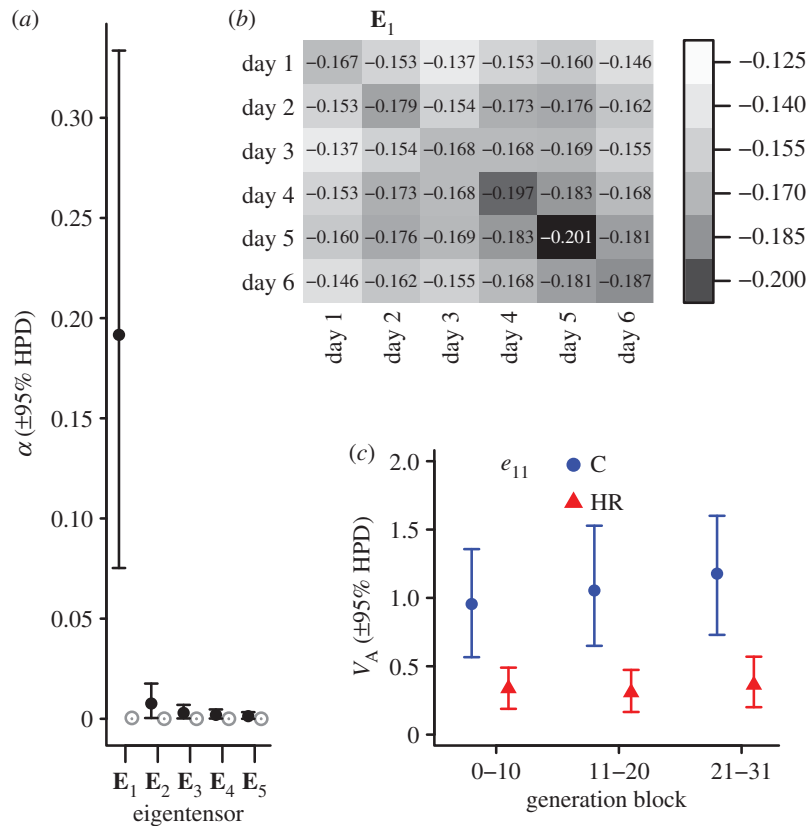 (a)
α (±95% HPD)
0.30
0.25
0.20
0.15
0.10
0.05
0
E1 E2 E3 E4 E5
eigentensor
(b)
E1
day 1 −0.167 −0.153 −0.137 −0.153 −0.160 −0.146
day 2 −0.153 −0.179 −0.154 −0.173 −0.176 −0.162
day 3 −0.137 −0.154 −0.168 −0.168 −0.169 −0.155
day 4 −0.153 −0.173 −0.168 −0.197 −0.183 −0.168
day 5 −0.160 −0.176 −0.169 −0.183 −0.201 −0.181
day 6 −0.146 −0.162 −0.155 −0.168 −0.181 −0.187
day 1 day 2 day 3 day 4 day 5 day 6
−0.125
−0.140
−0.155
−0.170
−0.185
−0.200
(c)
e11
C
HR
VA (±95% HPD)
2.0
1.5
1.0
0.5
0
0–10 11–20 21–31
generation block